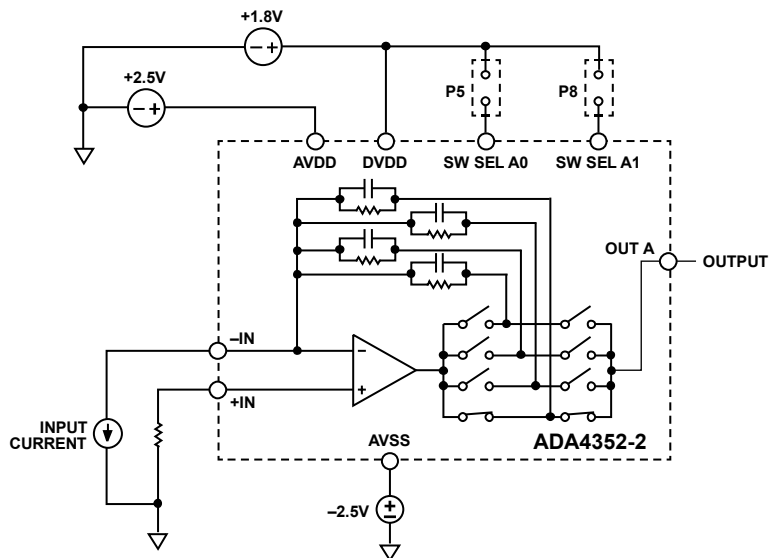 +1.8V
+2.5V
P5
P8
AVDD
DVDD
SW SEL A0
SW SEL A1
OUT A
OUTPUT
–IN
+IN
INPUT
CURRENT
AVSS
ADA4352-2
–2.5V